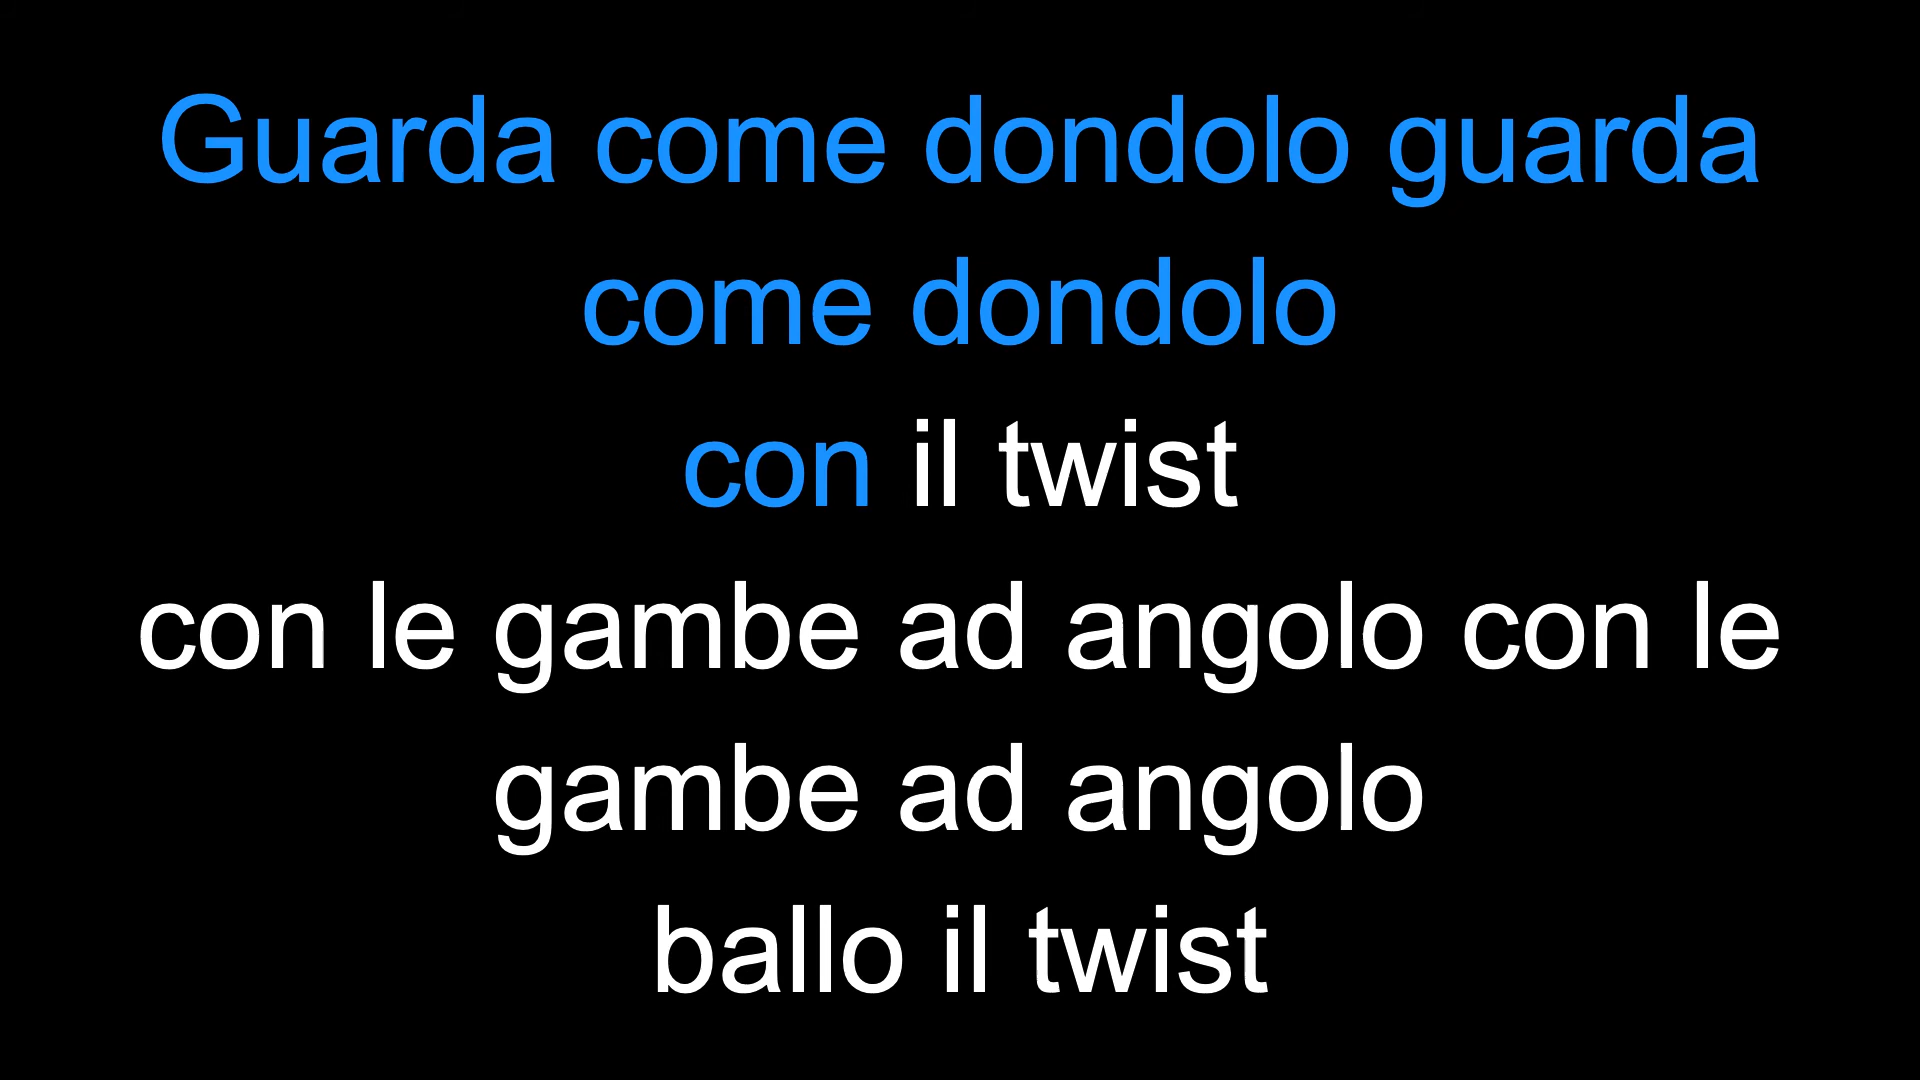 Guarda come dondolo guarda
come dondolo
con il twist
con le gambe ad angolo con le
gambe ad angolo
ballo il twist